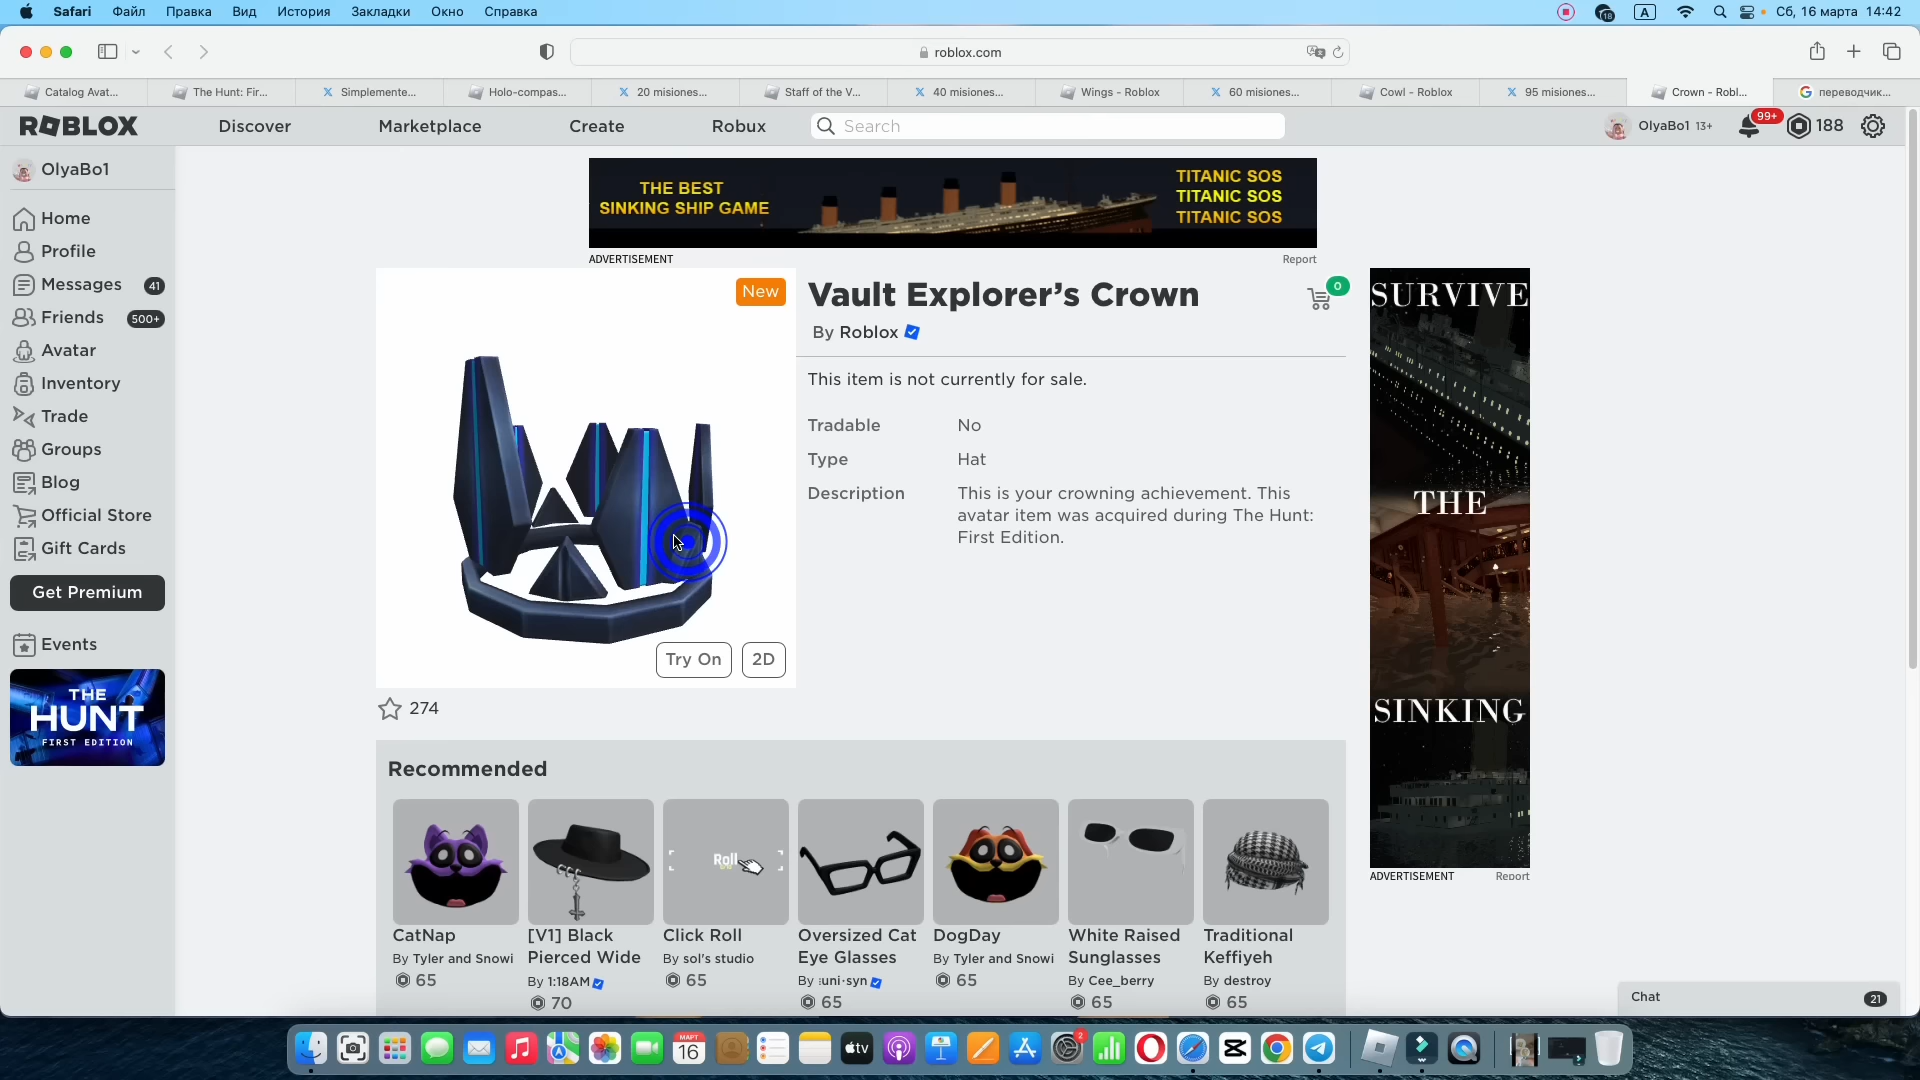 Safari Файл Правка Вид История Закладки Окно Справка
18 A Сб, 16 марта 14:42
roblox.com
Catalog Avat... The Hunt: Fir... Simplemente... Holo-compas... 20 misiones... Staff of the V... 40 misiones... Wings - Roblox 60 misiones... Cowl - Roblox 95 misiones... Crown - Robl... переводчик...
ROBLOX Discover Marketplace Create Robux Search OlyaBo1 13+ 99+ 188
OlyaBo1
Home
Profile
Messages 41
Friends 500+
Avatar
Inventory
Trade
Groups
Blog
Official Store
Gift Cards
Get Premium
Events
THE
HUNT
FIRST EDITION
THE BEST
SINKING SHIP GAME
TITANIC SOS
TITANIC SOS
TITANIC SOS
ADVERTISEMENT Report
New
Vault Explorer’s Crown
0
By Roblox
This item is not currently for sale.
Tradable No
Type Hat
Description This is your crowning achievement. This
avatar item was acquired during The Hunt:
First Edition.
Try On 2D
274
SURVIVE
THE
SINKING
ADVERTISEMENT Report
Recommended
Roll
CatNap
By Tyler and Snowi
65
[V1] Black
Pierced Wide
By 1:18AM
70
Click Roll
By sol's studio
65
Oversized Cat
Eye Glasses
By :uni·syn
65
DogDay
By Tyler and Snowi
65
White Raised
Sunglasses
By Cee_berry
65
Traditional
Keffiyeh
By destroy
65
Chat 21
МАРТ
16
tv
2